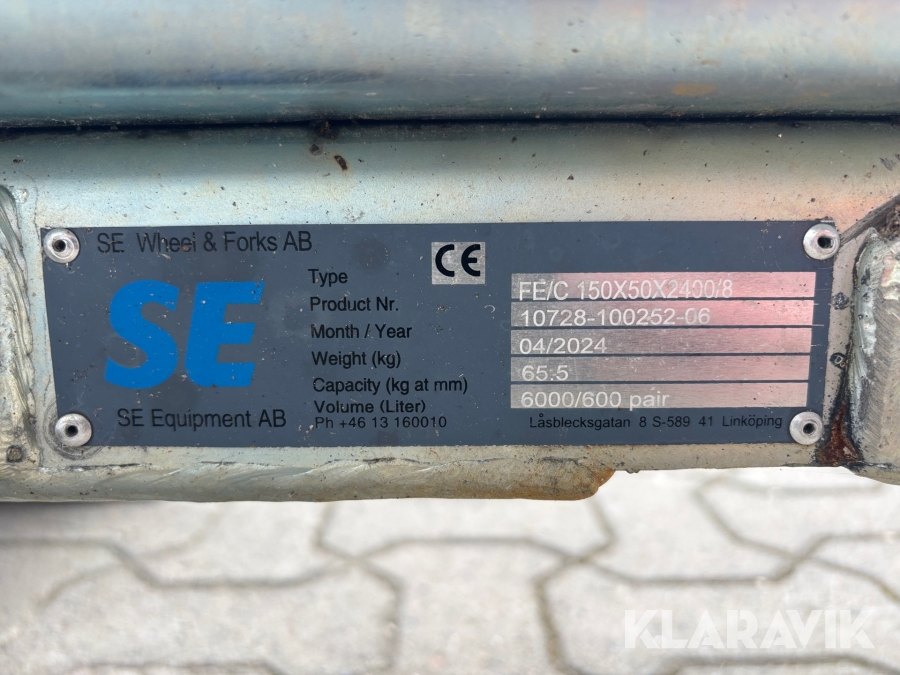 SE Wheel & Forks AB
CE
SE
SE Equipment AB
Type FE/C 150X50X2400/8
Product Nr. 10728-100252-06
Month / Year 04/2024
Weight (kg) 65.5
Capacity (kg at mm) 6000/600 pair
Volume (Liter)
Ph +46 13 160010 Låsblecksgatan 8 S-589 41 Linköping
KLARAVIK